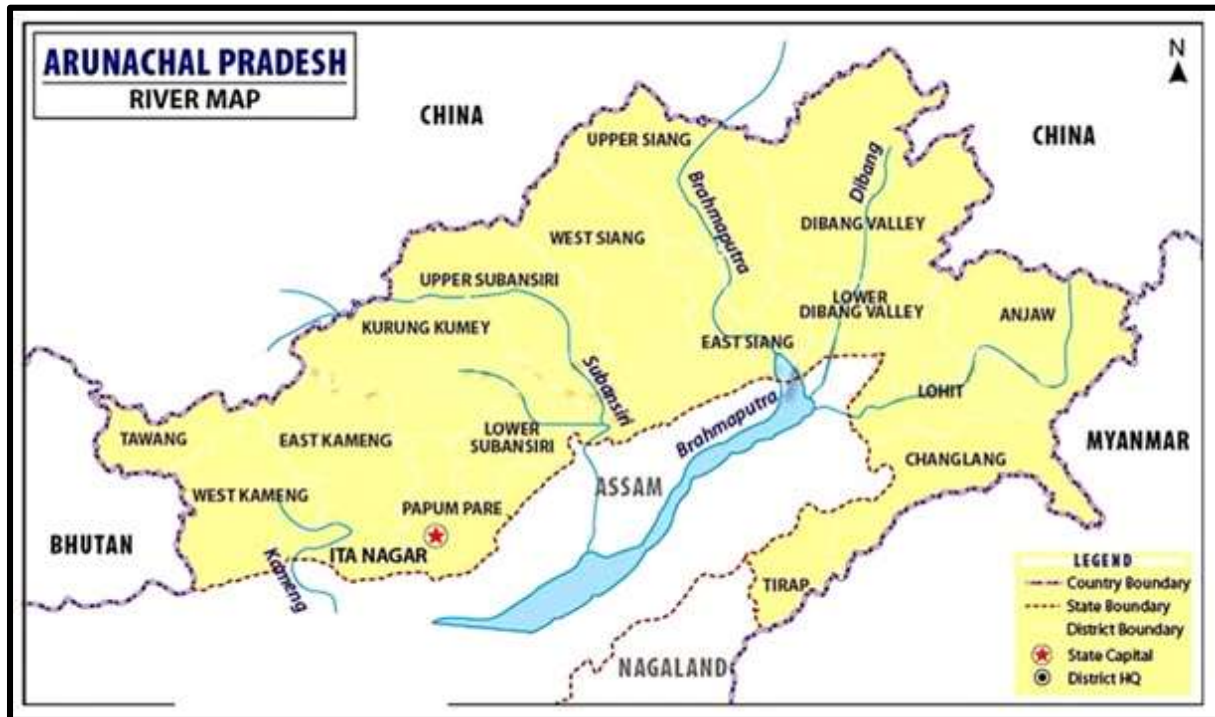 ARUNACHAL PRADESH
RIVER MAP
N
CHINA
CHINA
UPPER SIANG
Brahmaputra
Dibang
WEST SIANG
DIBANG VALLEY
UPPER SUBANSIRI
LOWER
DIBANG VALLEY
ANJAW
KURUNG KUMEY
EAST SIANG
Subansiri
LOHIT
Brahmaputra
TAWANG
EAST KAMENG
LOWER
SUBANSIRI
MYANMAR
CHANGLANG
ASSAM
WEST KAMENG
PAPUM PARE
BHUTAN
ITA NAGAR
Kameng
TIRAP
NAGALAND
LEGEND
Country Boundary
State Boundary
District Boundary
State Capital
District HQ